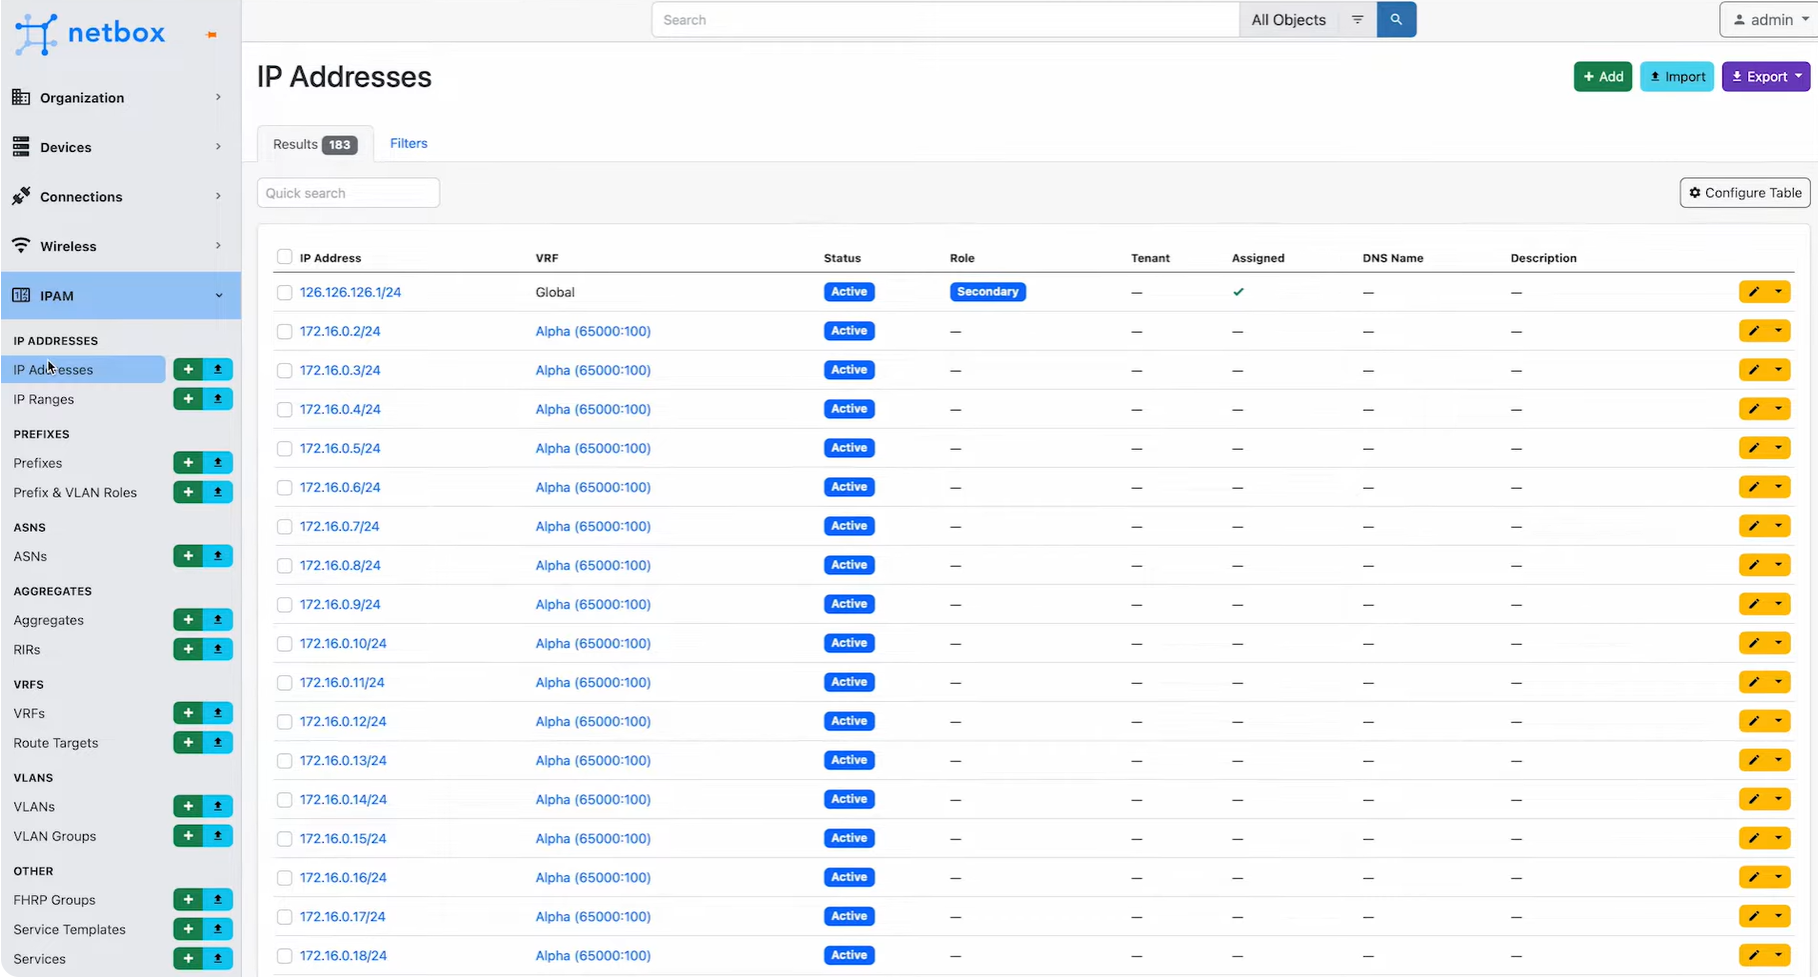 netbox
Search
All Objects
admin
Organization
Devices
Connections
Wireless
IPAM
IP ADDRESSES
IP Addresses
IP Ranges
PREFIXES
Prefixes
Prefix & VLAN Roles
ASNS
ASNs
AGGREGATES
Aggregates
RIRs
VRFS
VRFs
Route Targets
VLANS
VLANs
VLAN Groups
OTHER
FHRP Groups
Service Templates
Services
IP Addresses
+ Add
Import
Export
Results 183
Filters
Quick search
Configure Table
IP Address VRF Status Role Tenant Assigned DNS Name Description
126.126.126.1/24 Global Active Secondary — ✓ — —
172.16.0.2/24 Alpha (65000:100) Active — — — — —
172.16.0.3/24 Alpha (65000:100) Active — — — — —
172.16.0.4/24 Alpha (65000:100) Active — — — — —
172.16.0.5/24 Alpha (65000:100) Active — — — — —
172.16.0.6/24 Alpha (65000:100) Active — — — — —
172.16.0.7/24 Alpha (65000:100) Active — — — — —
172.16.0.8/24 Alpha (65000:100) Active — — — — —
172.16.0.9/24 Alpha (65000:100) Active — — — — —
172.16.0.10/24 Alpha (65000:100) Active — — — — —
172.16.0.11/24 Alpha (65000:100) Active — — — — —
172.16.0.12/24 Alpha (65000:100) Active — — — — —
172.16.0.13/24 Alpha (65000:100) Active — — — — —
172.16.0.14/24 Alpha (65000:100) Active — — — — —
172.16.0.15/24 Alpha (65000:100) Active — — — — —
172.16.0.16/24 Alpha (65000:100) Active — — — — —
172.16.0.17/24 Alpha (65000:100) Active — — — — —
172.16.0.18/24 Alpha (65000:100) Active — — — — —